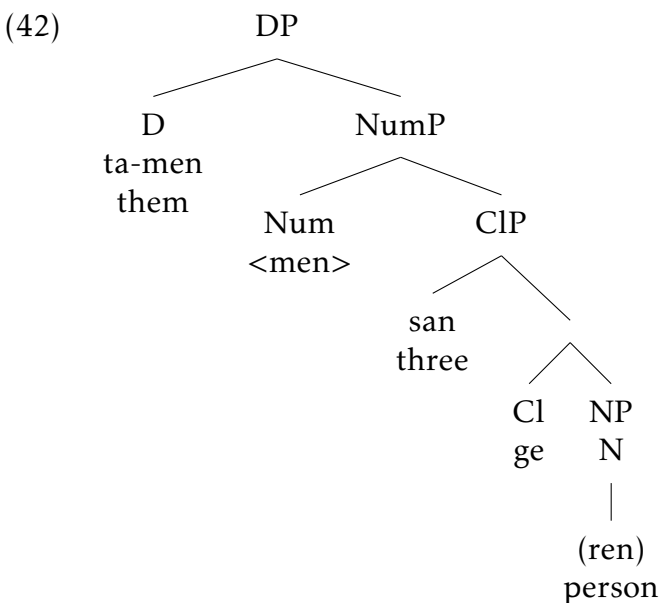 (42) DP
D NumP
ta-men
them
Num ClP
<men>
san
three
Cl NP
ge N
(ren)
person